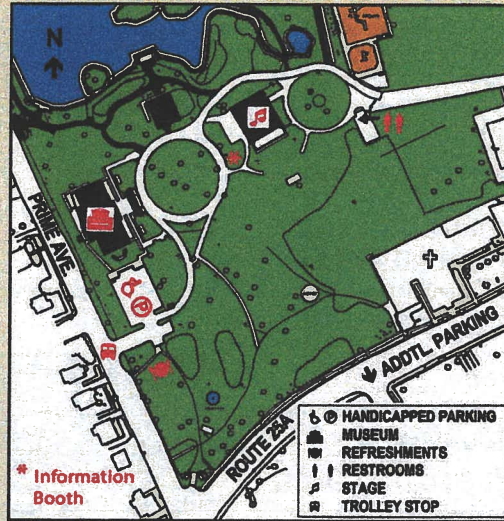 N
PRIME AVE.
P
ADDTL. PARKING
ROUTE 25A
* Information
Booth
P HANDICAPPED PARKING
MUSEUM
REFRESHMENTS
RESTROOMS
STAGE
TROLLEY STOP